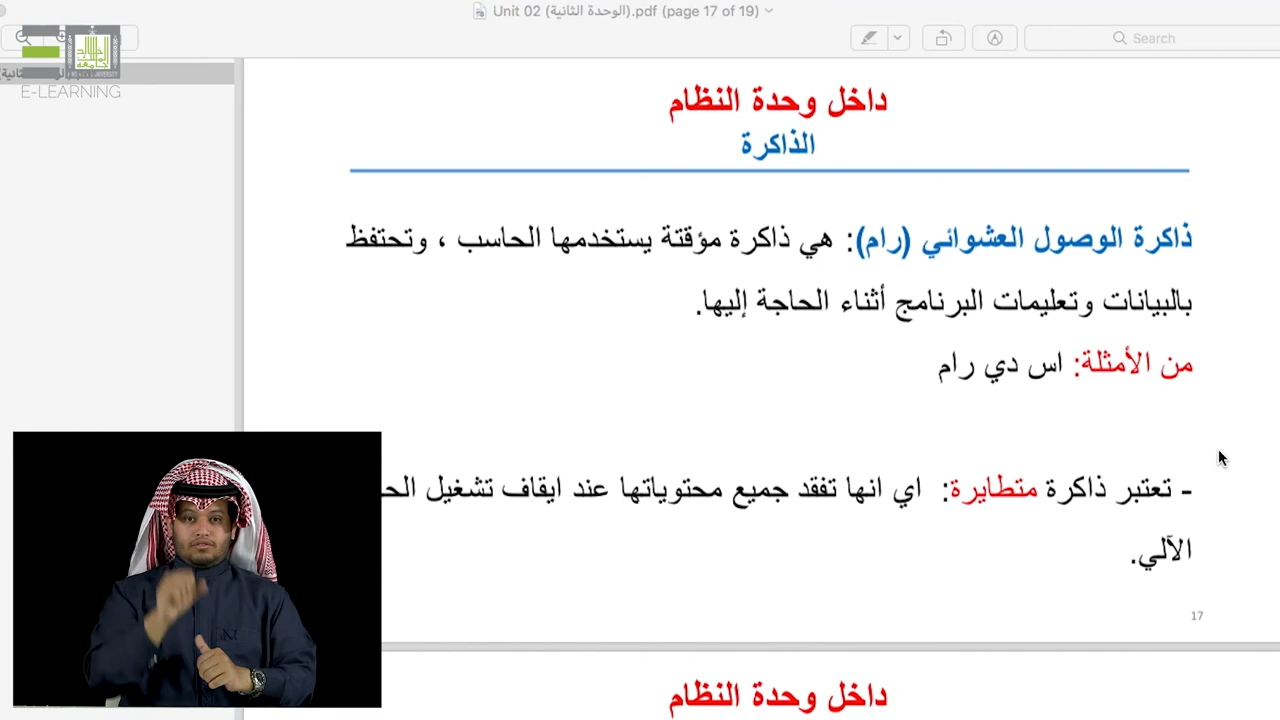 Unit 02 (الوحدة الثانية).pdf (page 17 of 19)
Search
E-LEARNING
داخل وحدة النظام
الذاكرة
ذاكرة الوصول العشوائي (رام): هي ذاكرة مؤقتة يستخدمها الحاسب ، وتحتفظ
بالبيانات وتعليمات البرنامج أثناء الحاجة إليها.
من الأمثلة: اس دي رام
- تعتبر ذاكرة متطايرة: اي انها تفقد جميع محتوياتها عند ايقاف تشغيل
الآلي.
17
داخل وحدة النظام